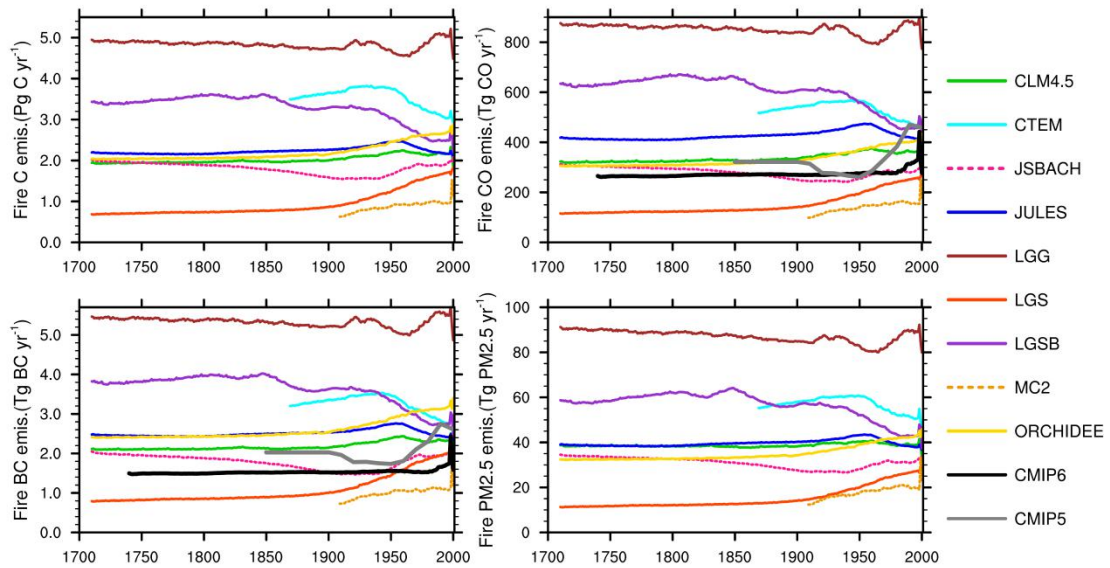 Fire C emis.(Pg C yr⁻¹)
5.0
4.0
3.0
2.0
1.0
0.0
1700 1750 1800 1850 1900 1950 2000
Fire CO emis.(Tg CO yr⁻¹)
800
600
400
200
0
1700 1750 1800 1850 1900 1950 2000
Fire BC emis.(Tg BC yr⁻¹)
5.0
4.0
3.0
2.0
1.0
0.0
1700 1750 1800 1850 1900 1950 2000
Fire PM2.5 emis.(Tg PM2.5 yr⁻¹)
100
80
60
40
20
0
1700 1750 1800 1850 1900 1950 2000
CLM4.5
CTEM
JSBACH
JULES
LGG
LGS
LGSB
MC2
ORCHIDEE
CMIP6
CMIP5